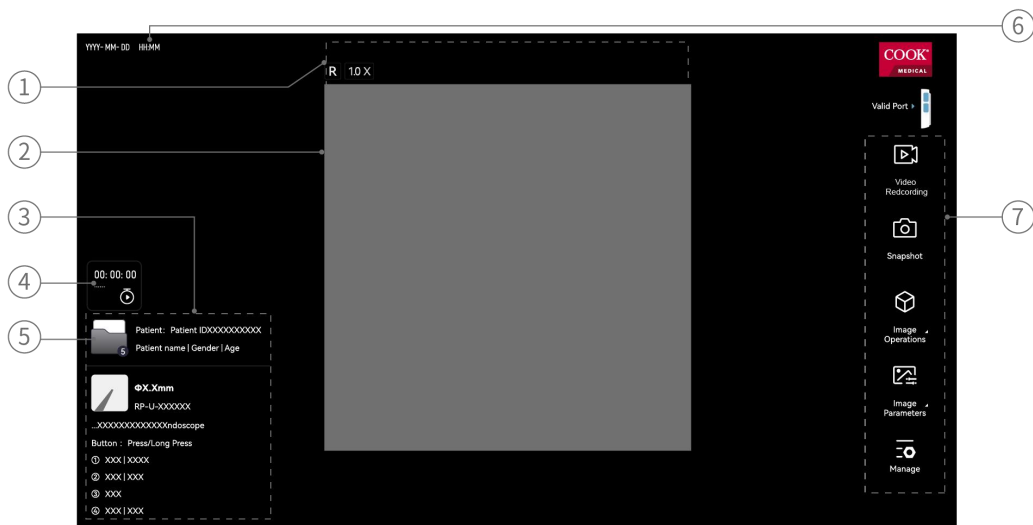 6
YYYY- MM- DD HH:MM
COOK®
MEDICAL
R 1.0 X
1
Valid Port
2
Video
Redcording
3
7
Snapshot
4
00: 00: 00
.....
5
Patient: Patient IDXXXXXXXXXX
Patient name | Gender | Age
5
Image
Operations
ΦX.Xmm
RP-U-XXXXXX
...XXXXXXXXXXXXXndoscope
Image
Parameters
Button : Press/Long Press
① XXX | XXXX
② XXX | XXX
③ XXX
④ XXX | XXX
Manage